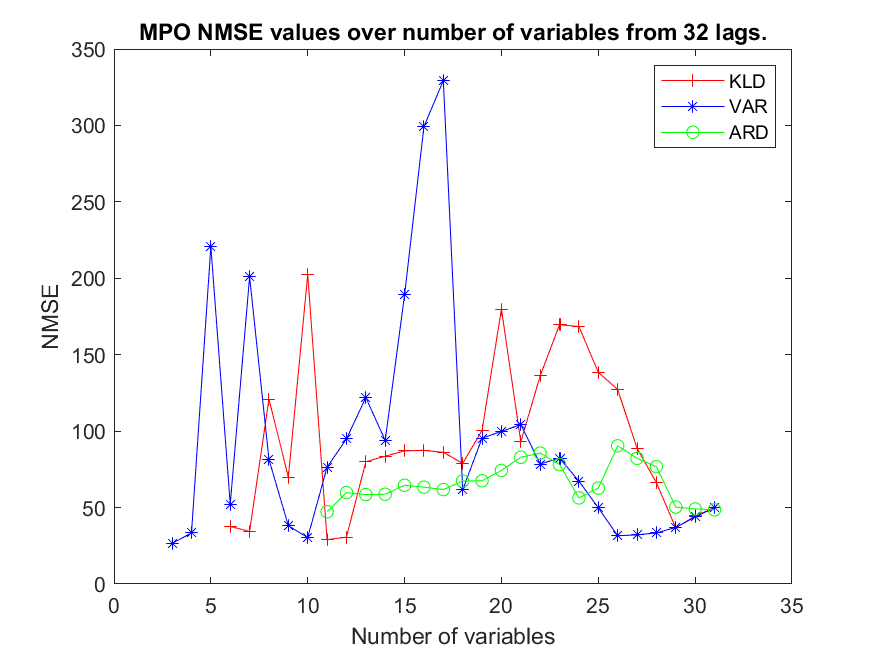 MPO NMSE values over number of variables from 32 lags.
350
300
250
200
150
100
50
0
NMSE
KLD
VAR
ARD
0 5 10 15 20 25 30 35
Number of variables